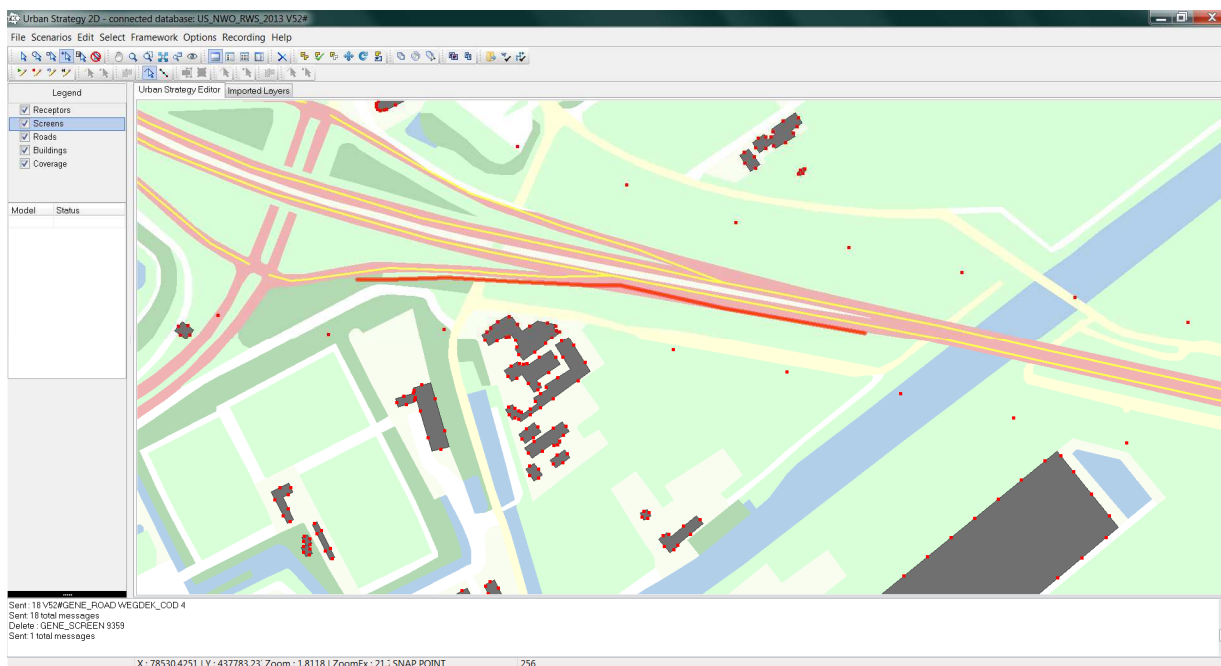 Urban Strategy 2D - connected database: US_NWO_RWS_2013 V52#
File Scenarios Edit Select Framework Options Recording Help
Legend
Urban Strategy Editor Imported Layers
Receptors
Screens
Roads
Buildings
Coverage
Model Status
Sent : 18 V52#GENE_ROAD WEGDEK_COD 4
Sent: 18 total messages
Delete : GENE_SCREEN 9359
Sent: 1 total messages
X : 78530.4251 | Y : 437783.23 Zoom : 1.8118 | ZoomEx : 21.2 SNAP POINT 256